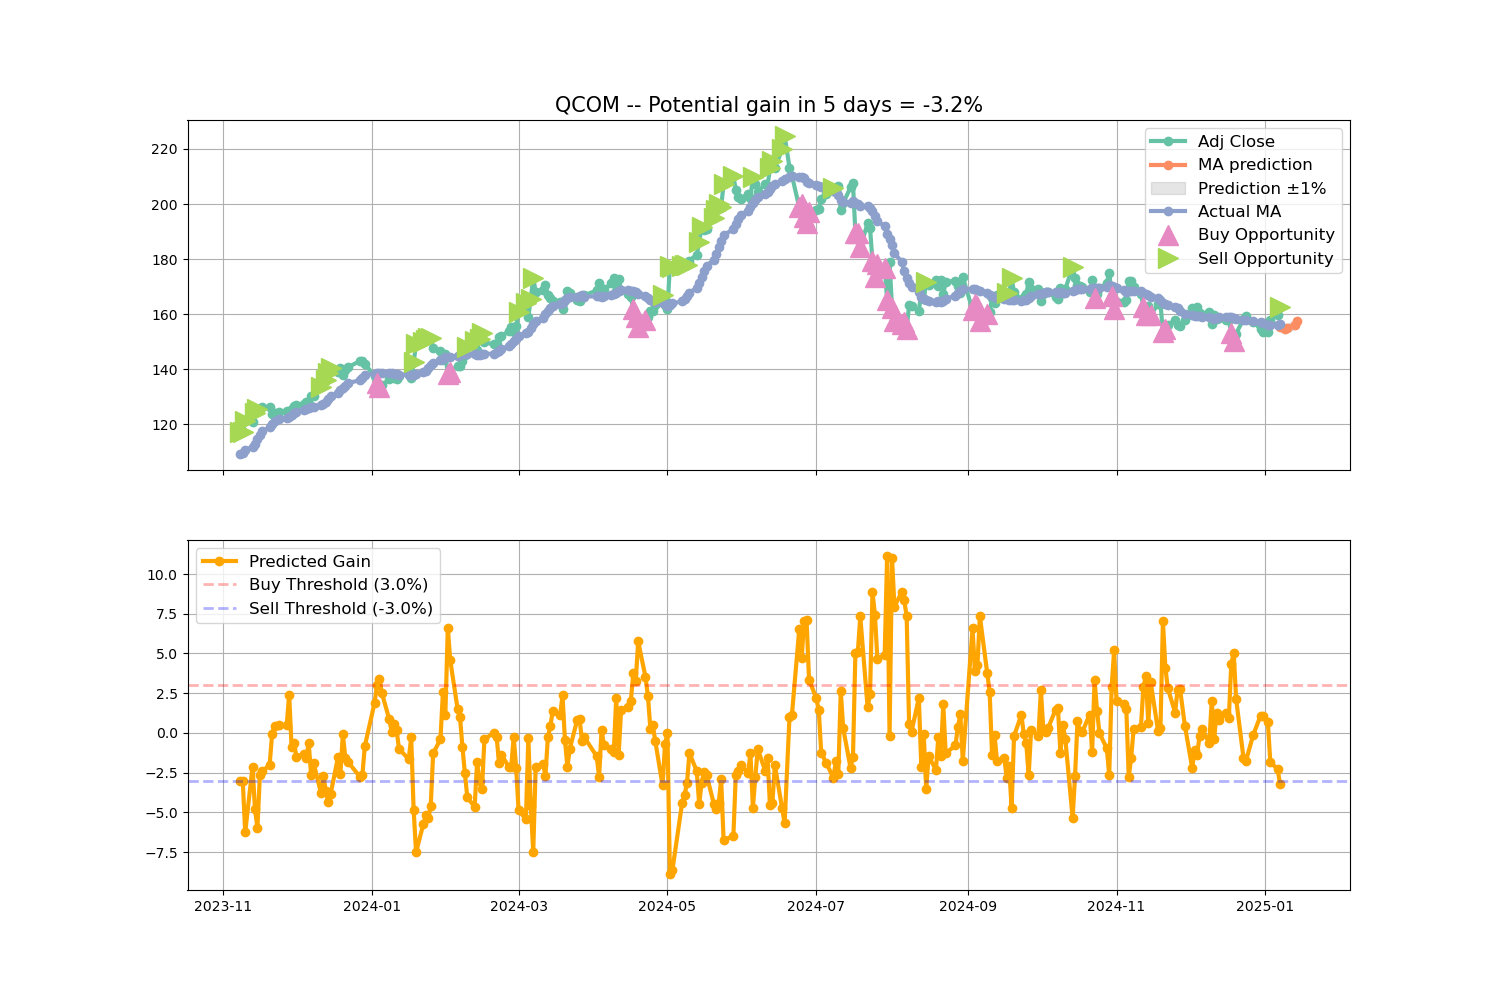 QCOM -- Potential gain in 5 days = -3.2%
220
200
180
160
140
120
Adj Close
MA prediction
Prediction ±1%
Actual MA
Buy Opportunity
Sell Opportunity
10.0
7.5
5.0
2.5
0.0
−2.5
−5.0
−7.5
Predicted Gain
Buy Threshold (3.0%)
Sell Threshold (-3.0%)
2023-11 2024-01 2024-03 2024-05 2024-07 2024-09 2024-11 2025-01